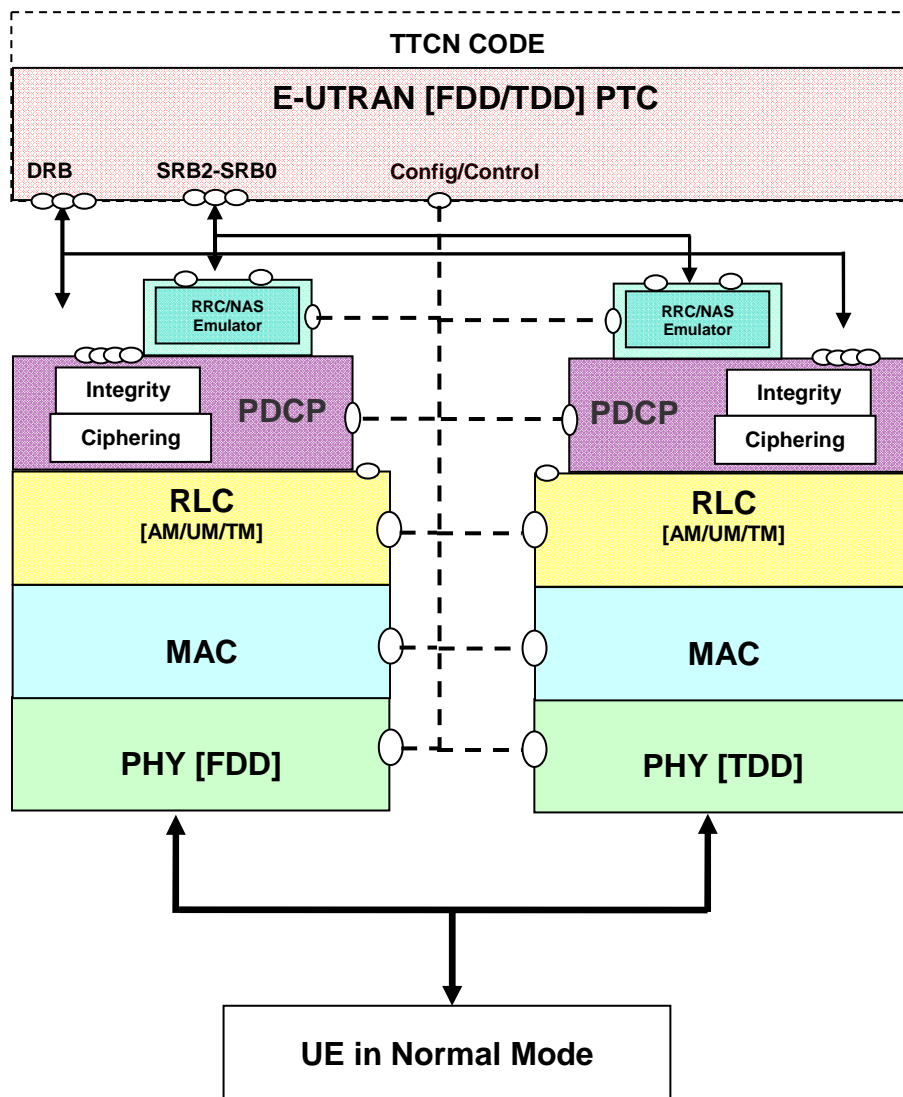 TTCN CODE
E-UTRAN [FDD/TDD] PTC
DRB
SRB2-SRB0
Config/Control
RRC/NAS
Emulator
RRC/NAS
Emulator
Integrity
Ciphering
PDCP
PDCP
Integrity
Ciphering
RLC
[AM/UM/TM]
RLC
[AM/UM/TM]
MAC
MAC
PHY [FDD]
PHY [TDD]
UE in Normal Mode